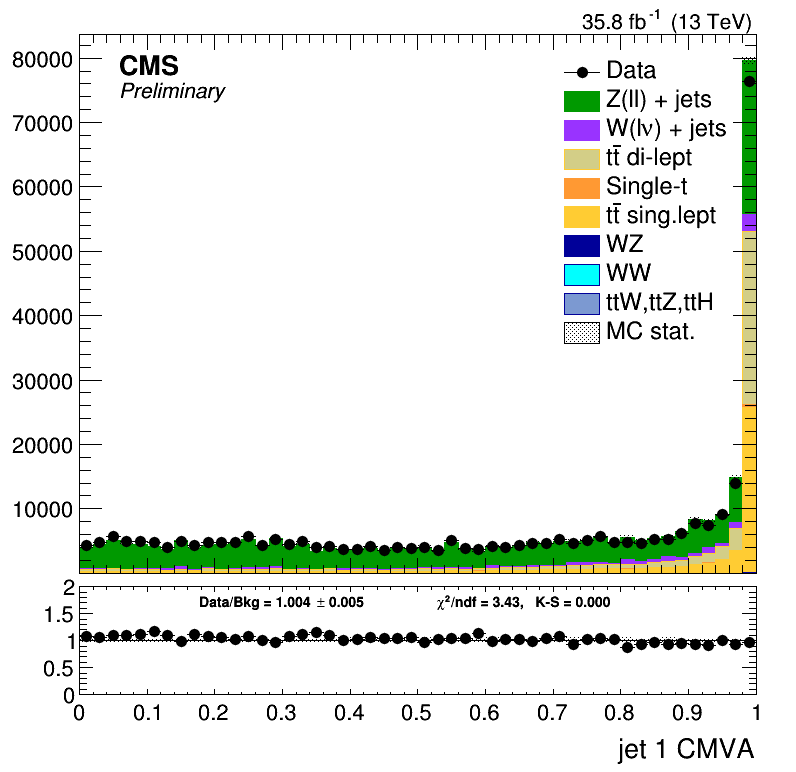 35.8 fb⁻¹ (13 TeV)
CMS
Preliminary
Data
Z(ll) + jets
W(lν) + jets
tt̄ di-lept
Single-t
tt̄ sing.lept
WZ
WW
ttW,ttZ,ttH
MC stat.
80000
70000
60000
50000
40000
30000
20000
10000
Data/Bkg = 1.004 ± 0.005 χ²/ndf = 3.43, K-S = 0.000
2
1.5
1
0.5
0
0 0.1 0.2 0.3 0.4 0.5 0.6 0.7 0.8 0.9 1
jet 1 CMVA